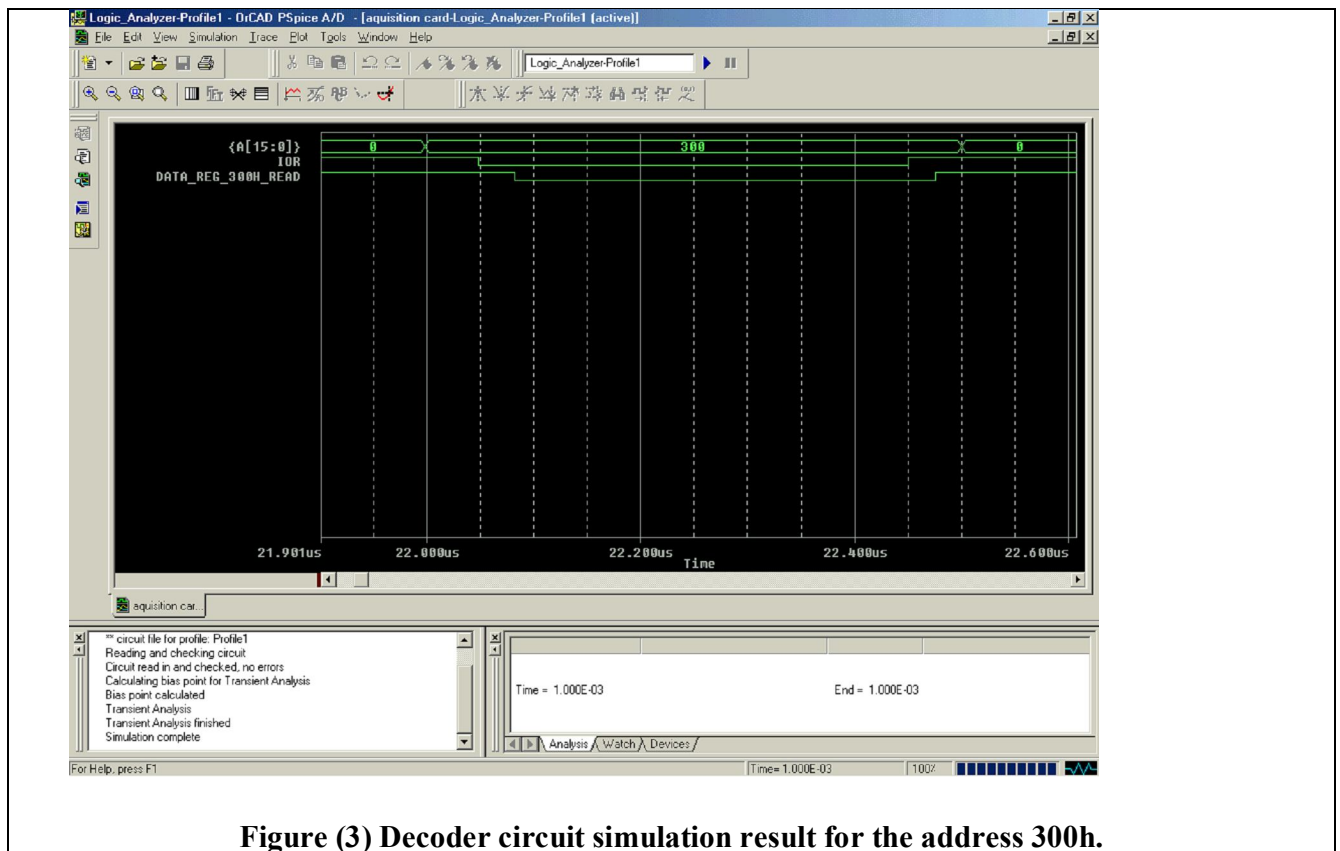 Logic_Analyzer-Profile1 - OrCAD PSpice A/D - [aquisition card-Logic_Analyzer-Profile1 (active)]
File Edit View Simulation Trace Plot Tools Window Help
Logic_Analyzer-Profile1
{A[15:0]}
0
300
0
IOR
DATA_REG_300H_READ
21.901us
22.000us
22.200us
22.400us
22.600us
Time
aquisition car...
** circuit file for profile: Profile1
Reading and checking circuit
Circuit read in and checked, no errors
Calculating bias point for Transient Analysis
Bias point calculated
Transient Analysis
Transient Analysis finished
Simulation complete
Time = 1.000E-03
End = 1.000E-03
Analysis Watch Devices
For Help, press F1
Time= 1.000E-03
100%
Figure (3) Decoder circuit simulation result for the address 300h.